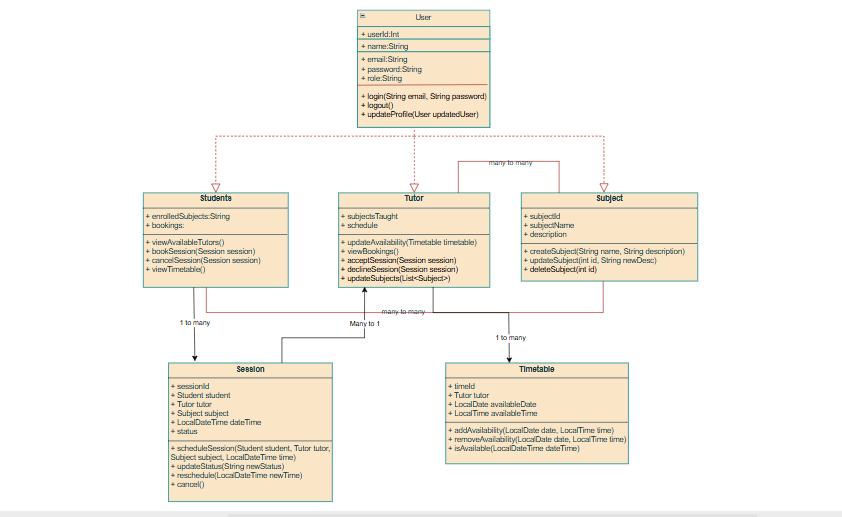 User
+ userId:Int
+ name:String
+ email:String
+ password:String
+ role:String
+ login(String email, String password)
+ logout()
+ updateProfile(User updatedUser)
many to many
Students
+ enrolledSubjects:String
+ bookings:
+ viewAvailableTutors()
+ bookSession(Session session)
+ cancelSession(Session session)
+ viewTimetable()
Tutor
+ subjectsTaught
+ schedule
+ updateAvailability(Timetable timetable)
+ viewBookings()
+ acceptSession(Session session)
+ declineSession(Session session)
+ updateSubjects(List<Subject>)
Subject
+ subjectId
+ subjectName
+ description
+ createSubject(String name, String description)
+ updateSubject(int id, String newDesc)
+ deleteSubject(int id)
many to many
1 to many
Many to 1
1 to many
Session
+ sessionId
+ Student student
+ Tutor tutor
+ Subject subject
+ LocalDateTime dateTime
+ status
+ scheduleSession(Student student, Tutor tutor,
Subject subject, LocalDateTime time)
+ updateStatus(String newStatus)
+ reschedule(LocalDateTime newTime)
+ cancel()
Timetable
+ timeId
+ Tutor tutor
+ LocalDate availableDate
+ LocalTime availableTime
+ addAvailability(LocalDate date, LocalTime time)
+ removeAvailability(LocalDate date, LocalTime time)
+ isAvailable(LocalDateTime dateTime)